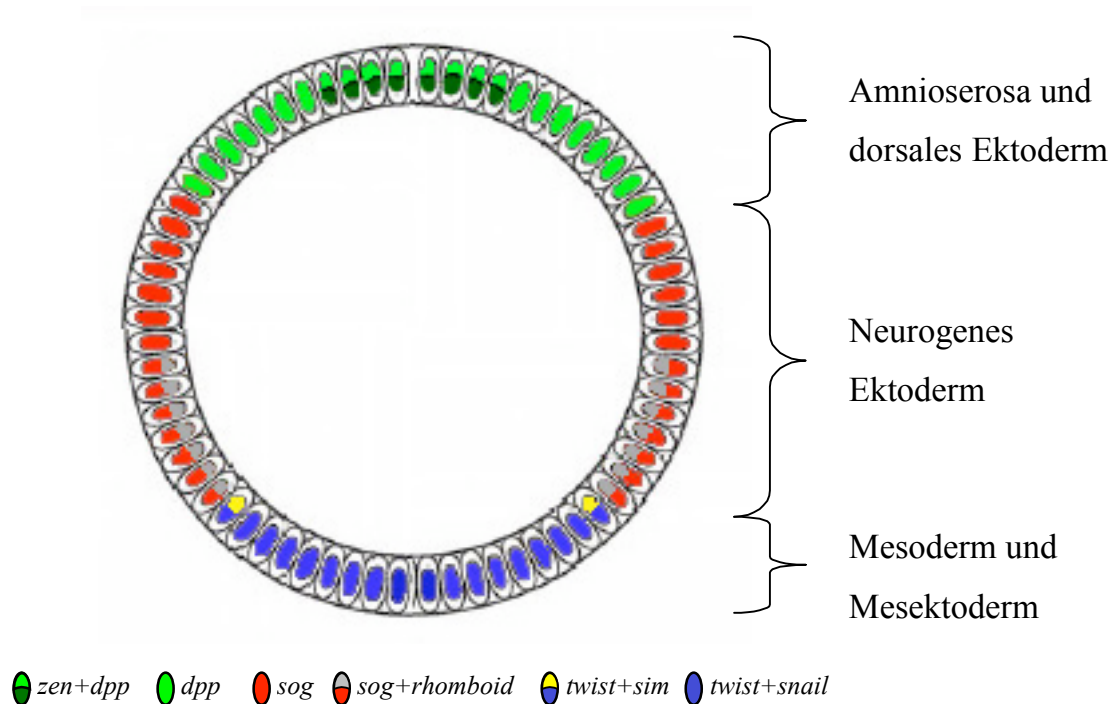 Amnioserosa und
dorsales Ektoderm
Neurogenes
Ektoderm
Mesoderm und
Mesektoderm
zen+dpp dpp sog sog+rhomboid twist+sim twist+snail